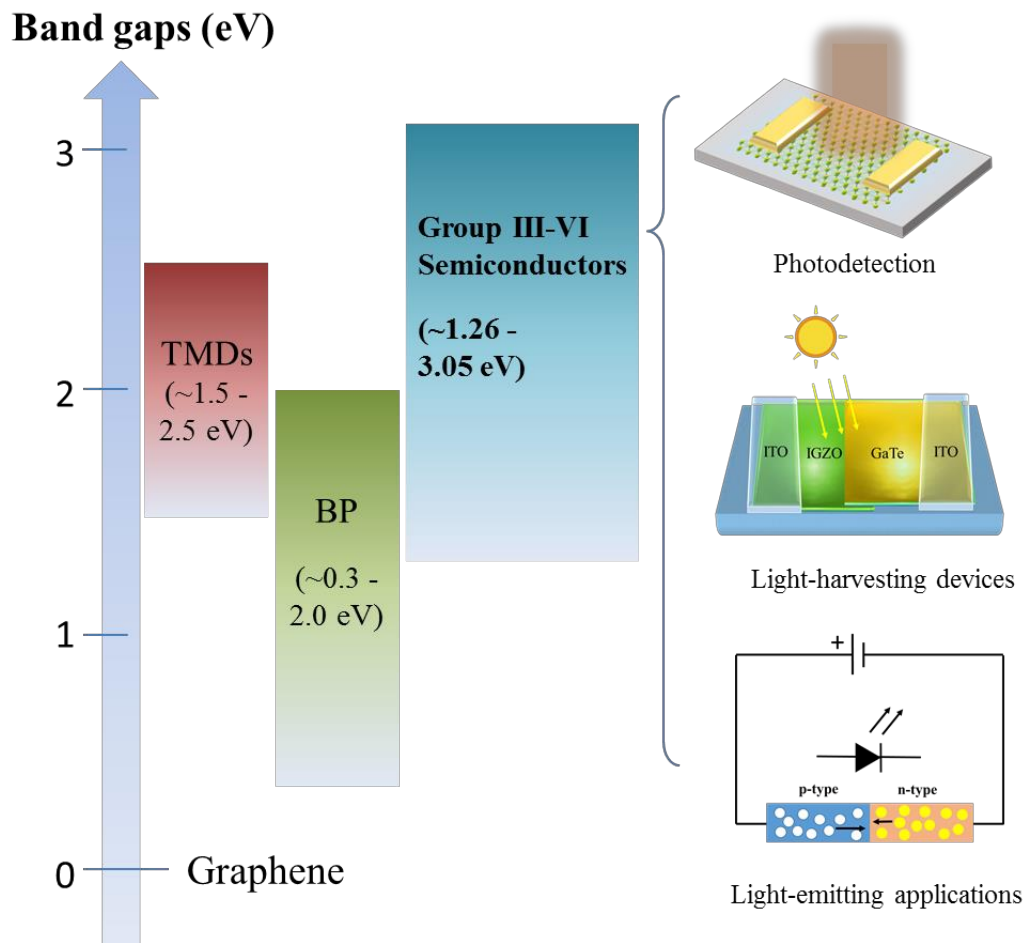 Band gaps (eV)
3
2
1
0
TMDs
(~1.5 -
2.5 eV)
BP
(~0.3 -
2.0 eV)
Group III-VI
Semiconductors
(~1.26 -
3.05 eV)
Graphene
Photodetection
ITO
IGZO
GaTe
ITO
Light-harvesting devices
+
p-type
n-type
Light-emitting applications